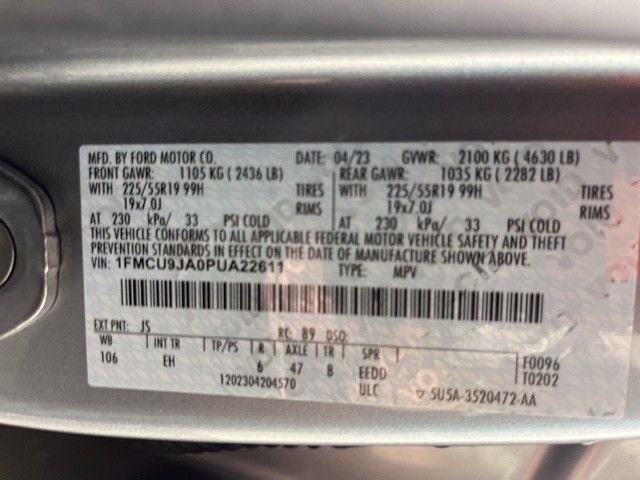 MFD. BY FORD MOTOR CO. DATE: 04/23 GVWR: 2100 KG ( 4630 LB)
FRONT GAWR: 1105 KG ( 2436 LB) REAR GAWR: 1035 KG ( 2282 LB)
WITH 225/55R19 99H TIRES WITH 225/55R19 99H TIRES
19x7.0J RIMS 19x7.0J RIMS
AT 230 kPa/ 33 PSI COLD AT 230 kPa/ 33 PSI COLD
THIS VEHICLE CONFORMS TO ALL APPLICABLE FEDERAL MOTOR VEHICLE SAFETY AND THEFT
PREVENTION STANDARDS IN EFFECT ON THE DATE OF MANUFACTURE SHOWN ABOVE.
VIN: 1FMCU9JA0PUA22611 TYPE: MPV
EXT PNT: JS RC: B9 DSO:
WB INT TR TP/PS R AXLE TR SPR
106 EH 6 47 8 EEDD F0096
1202304204570 ULC T0202
5U5A-3520472-AA